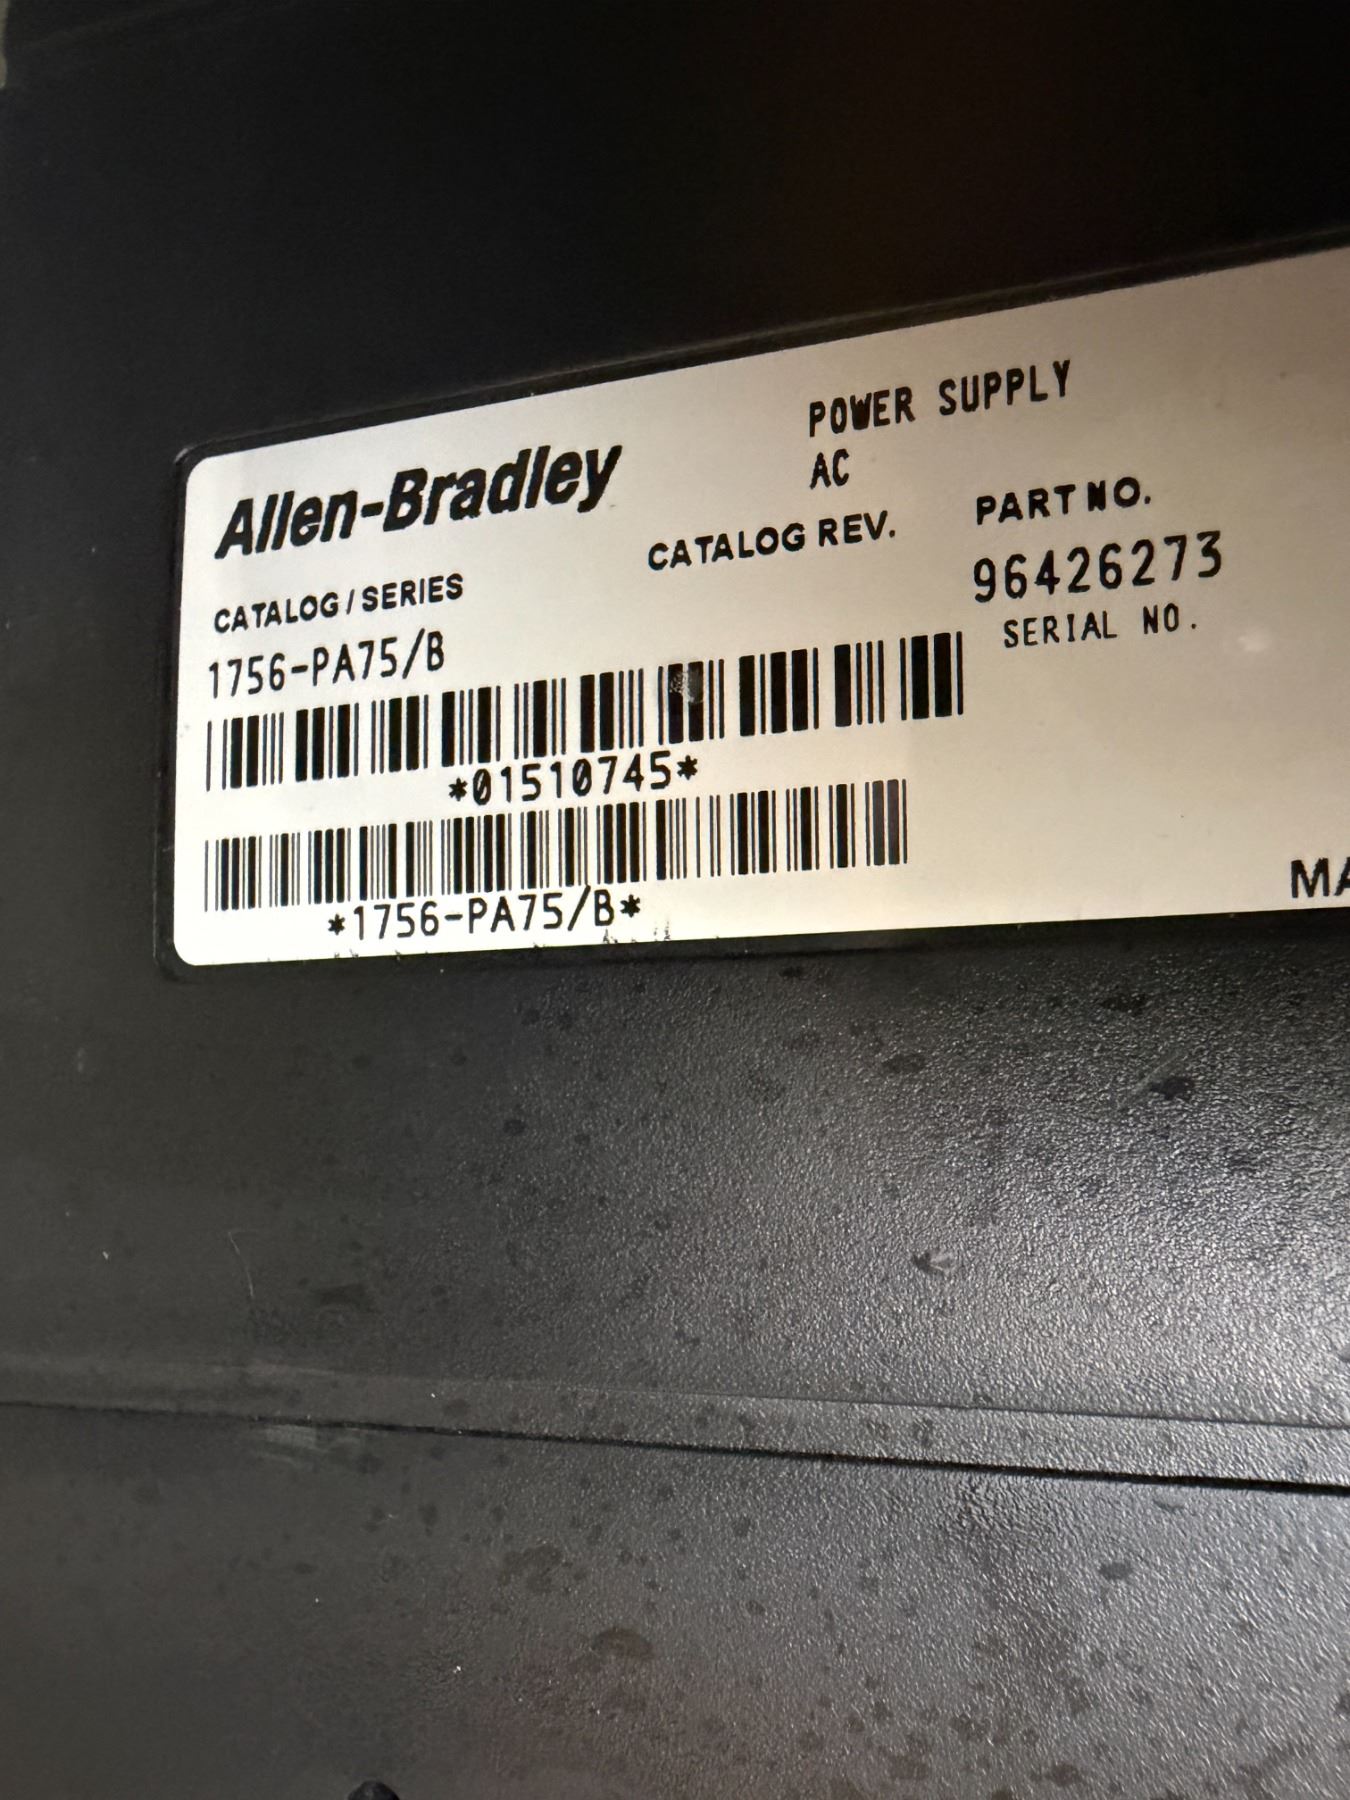 POWER SUPPLY
AC
Allen-Bradley
CATALOG REV.
PART NO.
96426273
CATALOG/SERIES
1756-PA75/B
SERIAL NO.
*01510745*
*1756-PA75/B*
MA